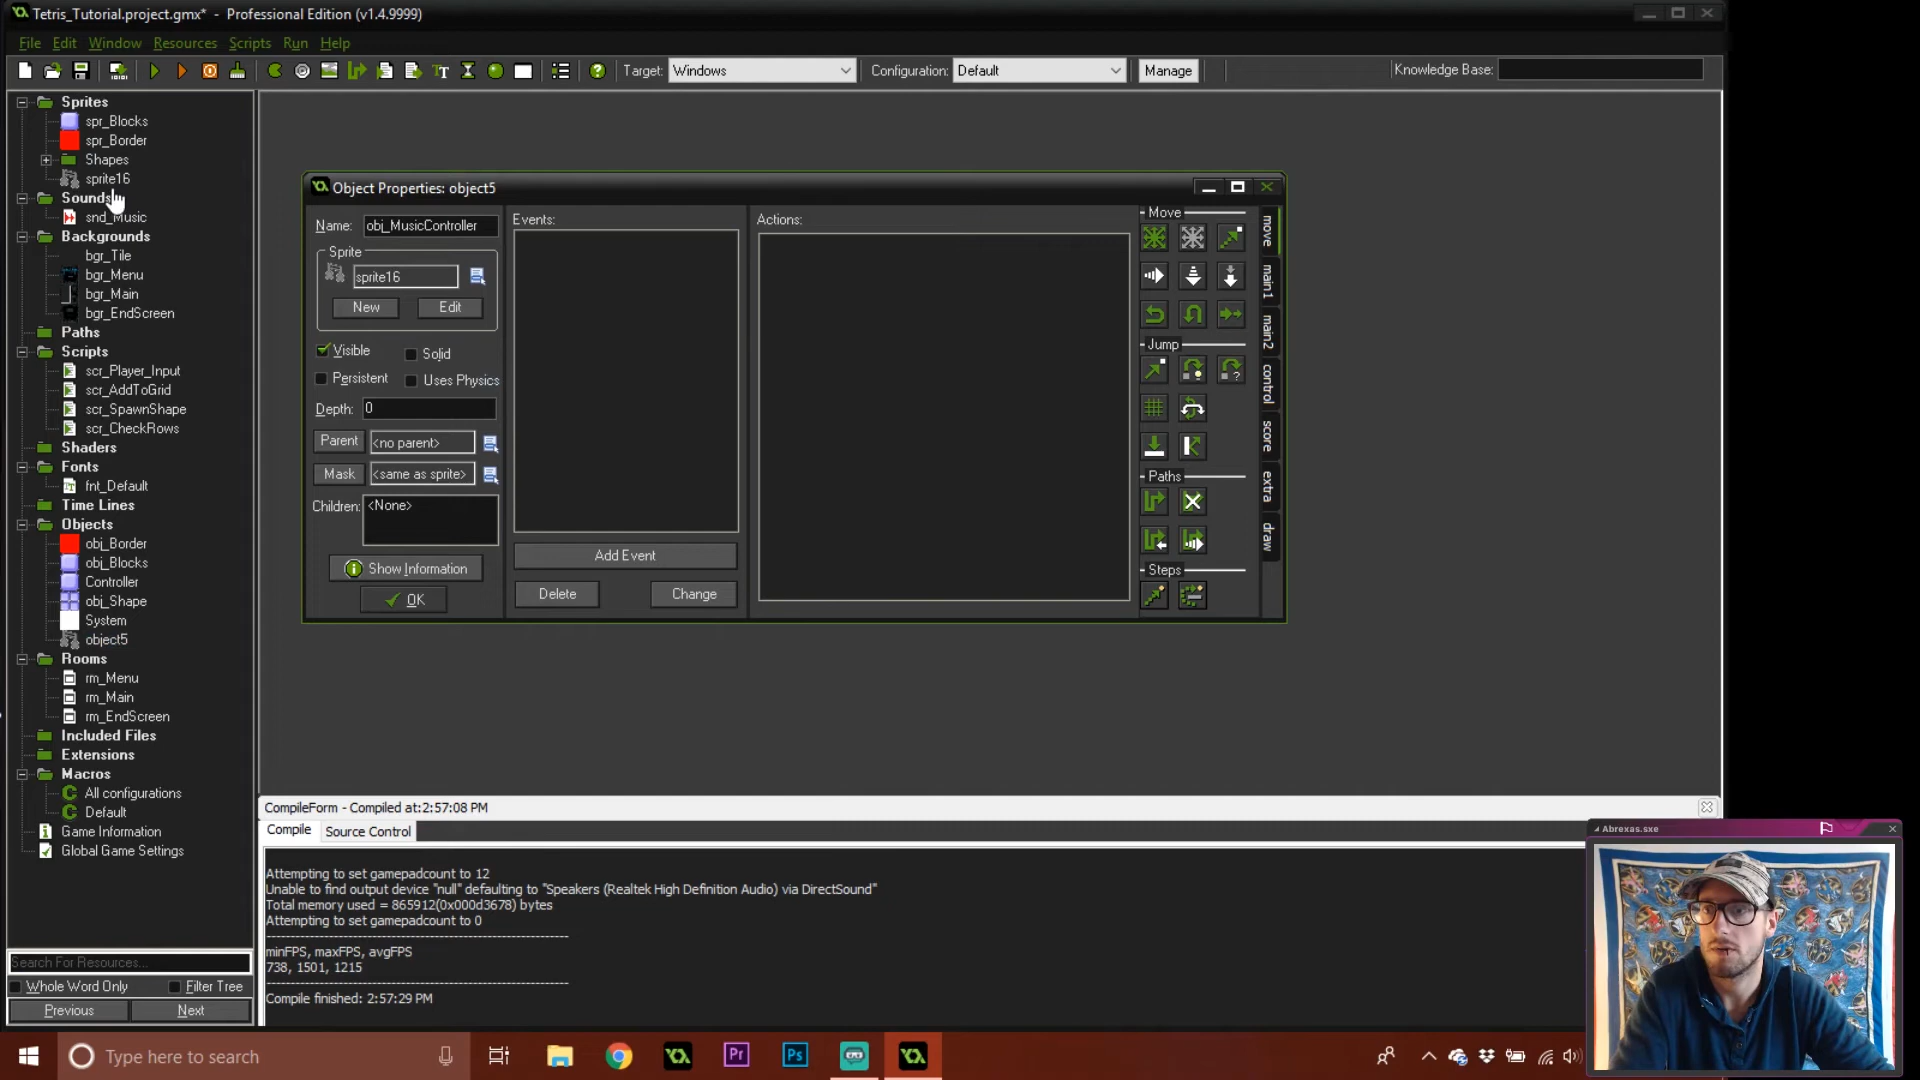 Tetris_Tutorial.project.gmx* - Professional Edition (v1.4.9999)
File Edit Window Resources Scripts Run Help
Target: Windows Configuration: Default Manage Knowledge Base:
Sprites
spr_Blocks
spr_Border
Shapes
sprite16
Sounds
snd_Music
Backgrounds
bgr_Tile
bgr_Menu
bgr_Main
bgr_EndScreen
Paths
Scripts
scr_Player_Input
scr_AddToGrid
scr_SpawnShape
scr_CheckRows
Shaders
Fonts
fnt_Default
Time Lines
Objects
obj_Border
obj_Blocks
Controller
obj_Shape
System
object5
Rooms
rm_Menu
rm_Main
rm_EndScreen
Included Files
Extensions
Macros
All configurations
Default
Game Information
Global Game Settings
Search For Resources...
Whole Word Only Filter Tree
Previous Next
Object Properties: object5
Name: obj_MusicController
Sprite
sprite16
New Edit
Visible Solid
Persistent Uses Physics
Depth: 0
Parent <no parent>
Mask <same as sprite>
Children: <None>
Show Information
OK
Events:
Add Event
Delete Change
Actions:
Move
Jump
Paths
Steps
move
main1
main2
control
score
extra
draw
CompileForm - Compiled at:2:57:08 PM
Compile Source Control
Attempting to set gamepadcount to 12
Unable to find output device "null" defaulting to "Speakers (Realtek High Definition Audio) via DirectSound"
Total memory used = 865912(0x000d3678) bytes
Attempting to set gamepadcount to 0
minFPS, maxFPS, avgFPS
738, 1501, 1215
Compile finished: 2:57:29 PM
Abrexas.sxe
Type here to search
Pr
Ps